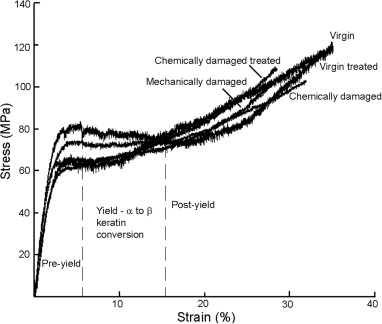 140
120
100
80
60
40
20
10
20
30
40
Stress (MPa)
Strain (%)
Virgin
Chemically damaged treated
Virgin treated
Mechanically damaged
Chemically damaged
Post-yield
Yield - α to β
keratin
conversion
Pre-yield